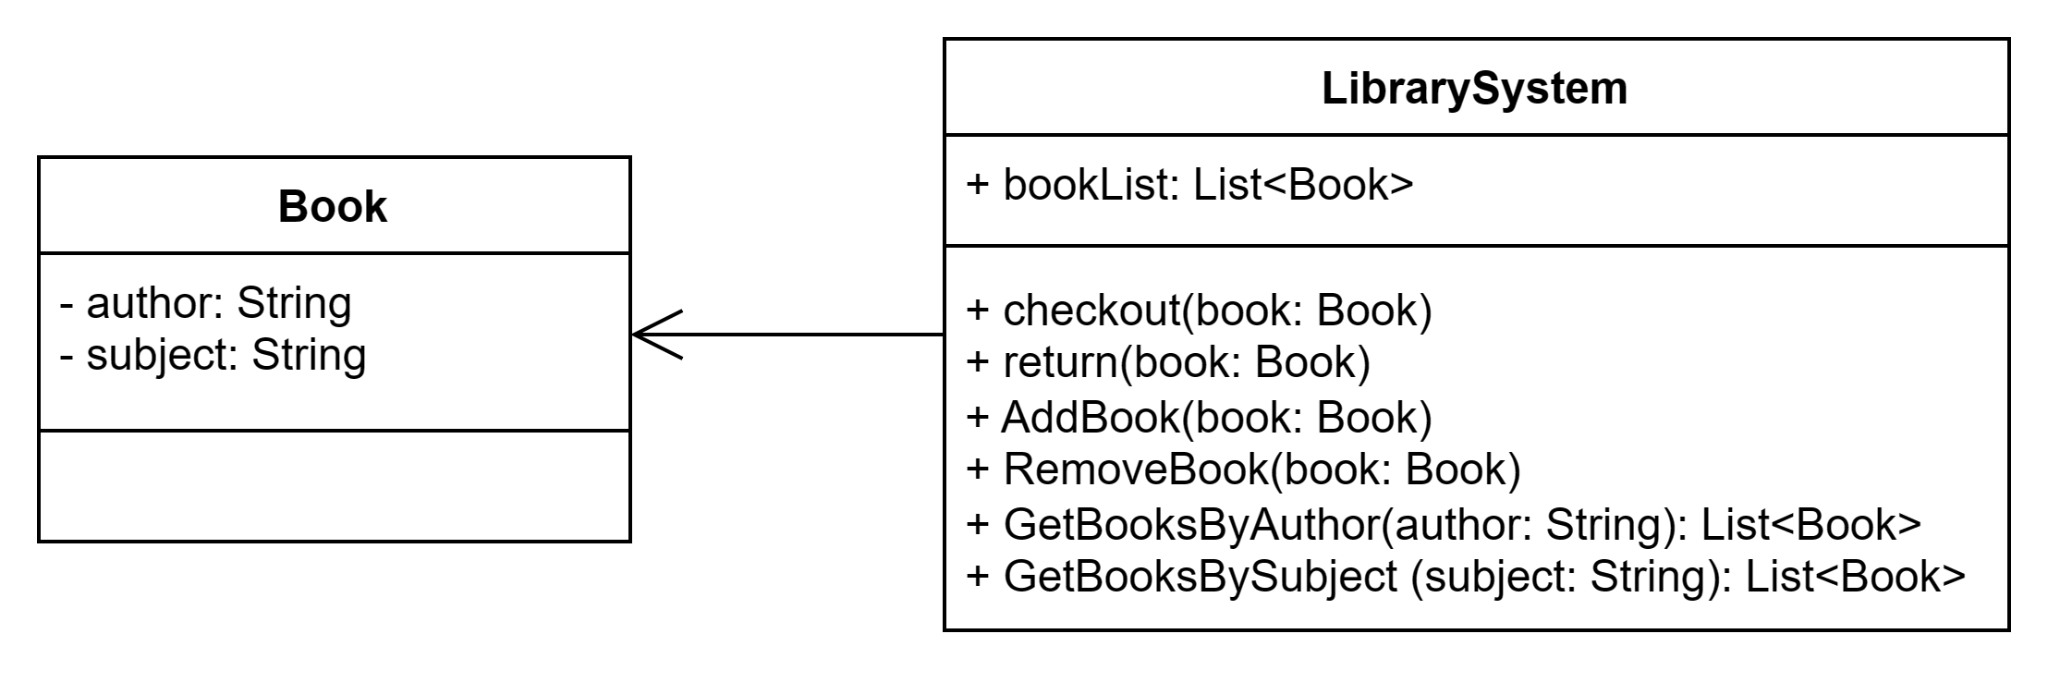 Book
- author: String
- subject: String
LibrarySystem
+ bookList: List<Book>
+ checkout(book: Book)
+ return(book: Book)
+ AddBook(book: Book)
+ RemoveBook(book: Book)
+ GetBooksByAuthor(author: String): List<Book>
+ GetBooksBySubject (subject: String): List<Book>